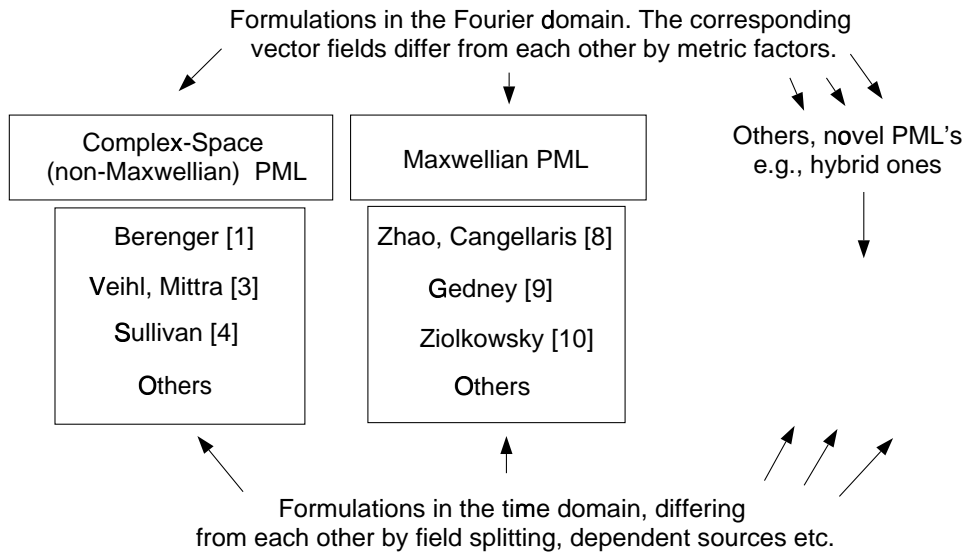 Formulations in the Fourier domain. The corresponding
vector fields differ from each other by metric factors.
Complex-Space
(non-Maxwellian) PML
Maxwellian PML
Others, novel PML's
e.g., hybrid ones
Berenger [1]
Veihl, Mittra [3]
Sullivan [4]
Others
Zhao, Cangellaris [8]
Gedney [9]
Ziolkowsky [10]
Others
Formulations in the time domain, differing
from each other by field splitting, dependent sources etc.